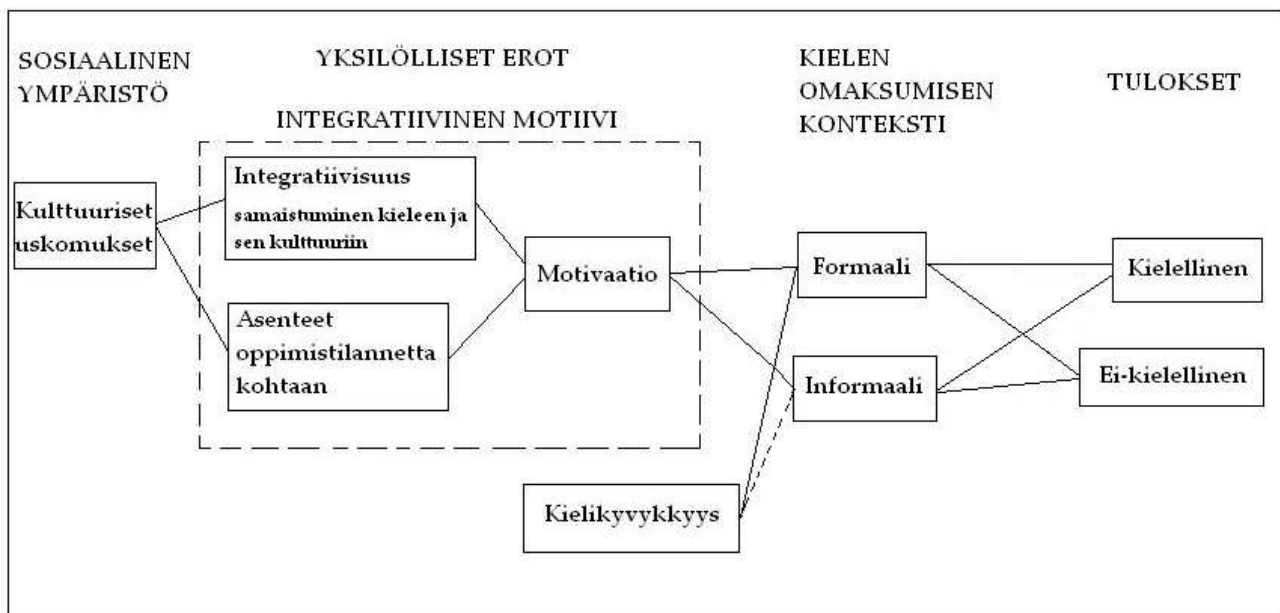 SOSIAALINEN
YMPÄRISTÖ
YKSILÖLLISET EROT
INTEGRATIIVINEN MOTIIVI
KIELEN
OMAKSUMISEN
KONTEKSTI
TULOKSET
Kulttuuriset
uskomukset
Integratiivisuus
samaistuminen kieleen ja
sen kulttuuriin
Asenteet
oppimistilannetta
kohtaan
Motivaatio
Kielikyvykkyys
Formaali
Informaali
Kielellinen
Ei-kielellinen